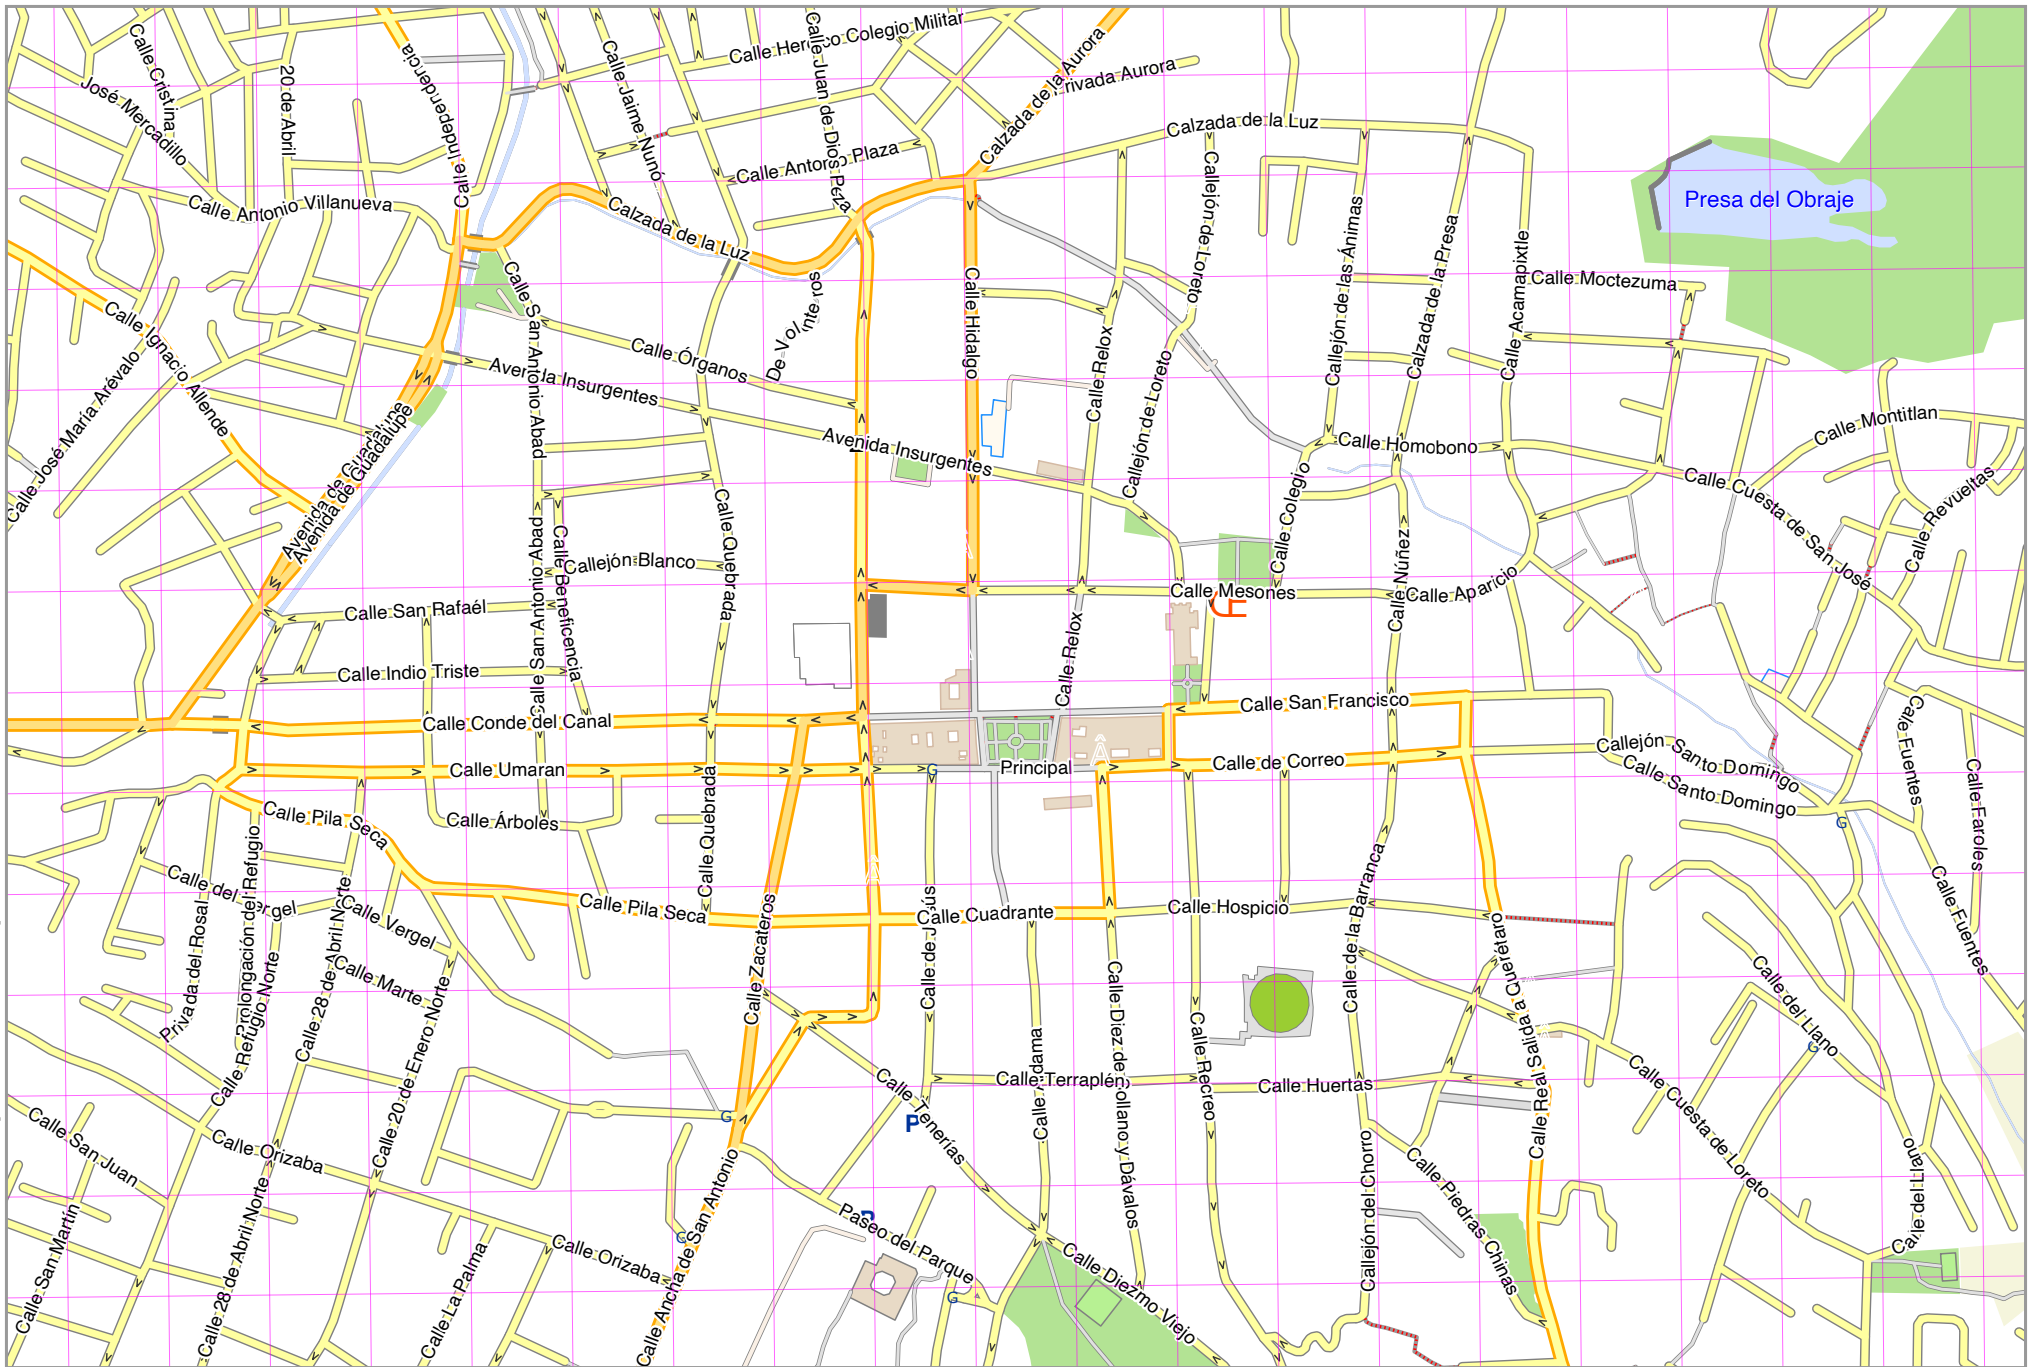 Calle Heroico Colegio Militar
Calle Cristina
José Mercadillo
20 de Abril
Calle Independencia
Calle Jaime Nunó
Calle Juan de Dios Peza
Calzada de la Aurora
Privada Aurora
Calzada de la Luz
Calle Antonio Plaza
Calle Antonio Villanueva
Calzada de la Luz
Callejón de Loreto
Callejón de las Ánimas
Calzada de la Presa
Calle Acamapixtle
Presa del Obraje
Calle Moctezuma
Calle Ignacio Allende
Calle José María Arévalo
Calle San Antonio Abad
Calle Órganos
Avenida Insurgentes
Calle Hidalgo
Calle Relox
Callejón de Loreto
Avenida Insurgentes
Calle Homobono
Calle Montitlan
Calle Colegio
Calle Cuesta de San José
Calle Revueltas
Avenida de Guadalupe
Avenida de Guadalupe
Calle San Antonio Abad
Calle Beneficencia
Callejón Blanco
Calle Quebrada
Calle San Rafaél
Calle Mesones
Calle Núñez
Calle Aparicio
Calle Indio Triste
Calle Relox
Calle San Francisco
Calle Conde del Canal
Calle Umaran
Principal
Calle de Correo
Callejón Santo Domingo
Calle Santo Domingo
Calle Fuentes
Calle Faroles
G
G
Calle Pila Seca
Calle Árboles
Calle Quebrada
Calle del Vergel
Calle Vergel
Calle Pila Seca
Calle Cuadrante
Calle Hospicio
Calle de la Barranca
Calle Fuentes
Privada del Rosal
Prolongación del Refugio
Calle Refugio Norte
Calle 28 de Abril Norte
Calle Marte
Calle 20 de Enero Norte
Calle Zacateros
Calle de Jesús
Calle Aldama
Calle Diez de Sollano y Dávalos
Calle Recreo
Calle Real Salida a Querétaro
Calle del Llano
G
Calle Terraplén
Calle Huertas
Calle Cuesta de Loreto
Calle Tenerías
P
G
Calle San Juan
Calle Orizaba
Calle San Martín
Calle 28 de Abril Norte
Calle La Palma
Calle Orizaba
G
Calle Ancha de San Antonio
Paseo del Parque
G
Calle Diezmo Viejo
Callejón del Chorro
Calle Piedras Chinas
Calle del Llano